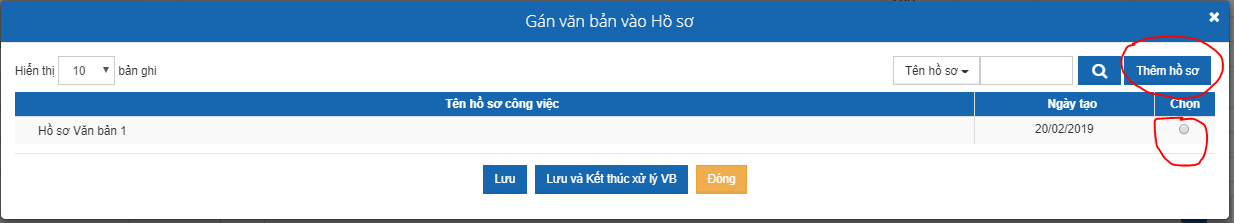 Gán văn bản vào Hồ sơ ×
Hiển thị 10 bản ghi Tên hồ sơ Thêm hồ sơ
Tên hồ sơ công việc Ngày tạo Chọn
Hồ sơ Văn bản 1 20/02/2019
Lưu Lưu và Kết thúc xử lý VB Đóng